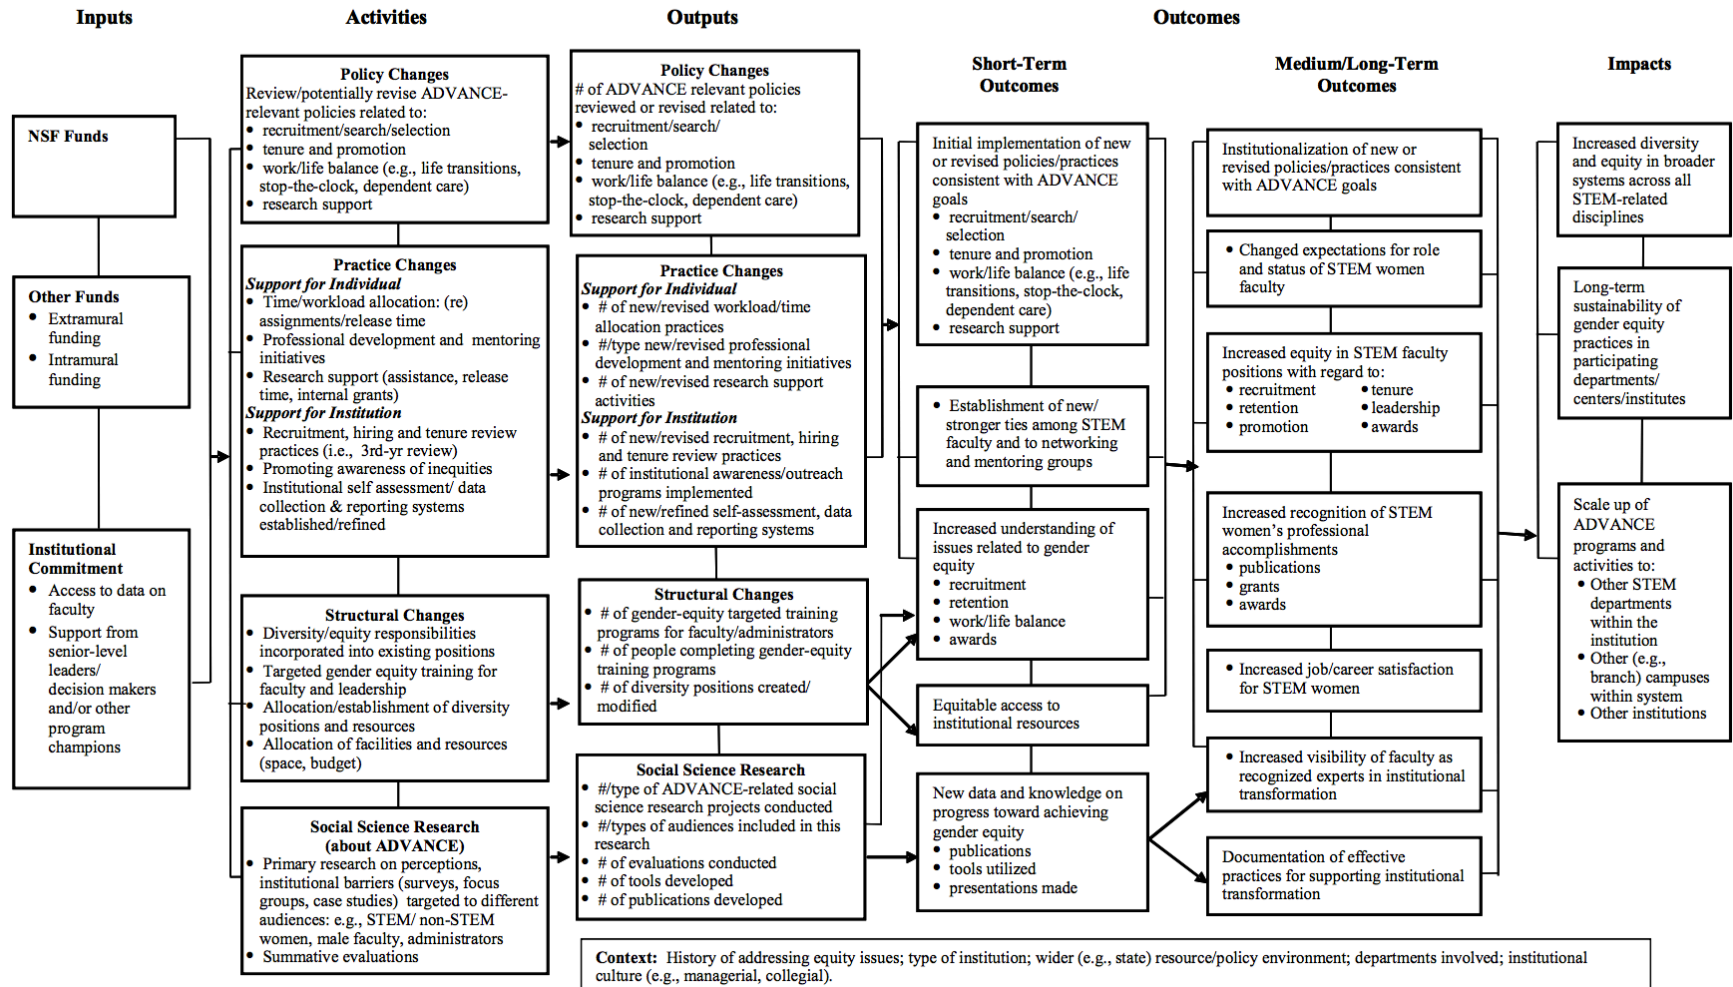 Inputs
Activities
Outputs
Outcomes
Short-Term
Outcomes
Medium/Long-Term
Outcomes
Impacts
NSF Funds
Other Funds
• Extramural
funding
• Intramural
funding
Institutional
Commitment
• Access to data on
faculty
• Support from
senior-level
leaders/
decision makers
and/or other
program
champions
Policy Changes
Review/potentially revise ADVANCE-
relevant policies related to:
• recruitment/search/selection
• tenure and promotion
• work/life balance (e.g., life transitions,
stop-the-clock, dependent care)
• research support
Practice Changes
Support for Individual
• Time/workload allocation: (re)
assignments/release time
• Professional development and mentoring
initiatives
• Research support (assistance, release
time, internal grants)
Support for Institution
• Recruitment, hiring and tenure review
practices (i.e., 3rd-yr review)
• Promoting awareness of inequities
• Institutional self assessment/ data
collection & reporting systems
established/refined
Structural Changes
• Diversity/equity responsibilities
incorporated into existing positions
• Targeted gender equity training for
faculty and leadership
• Allocation/establishment of diversity
positions and resources
• Allocation of facilities and resources
(space, budget)
Social Science Research
(about ADVANCE)
• Primary research on perceptions,
institutional barriers (surveys, focus
groups, case studies) targeted to different
audiences: e.g., STEM/ non-STEM
women, male faculty, administrators
• Summative evaluations
Policy Changes
# of ADVANCE relevant policies
reviewed or revised related to:
• recruitment/search/
selection
• tenure and promotion
• work/life balance (e.g., life transitions,
stop-the-clock, dependent care)
• research support
Practice Changes
Support for Individual
• # of new/revised workload/time
allocation practices
• #/type new/revised professional
development and mentoring initiatives
• # of new/revised research support
activities
Support for Institution
• # of new/revised recruitment, hiring
and tenure review practices
• # of institutional awareness/outreach
programs implemented
• # of new/refined self-assessment, data
collection and reporting systems
Structural Changes
• # of gender-equity targeted training
programs for faculty/administrators
• # of people completing gender-equity
training programs
• # of diversity positions created/
modified
Social Science Research
• #/type of ADVANCE-related social
science research projects conducted
• #/types of audiences included in this
research
• # of evaluations conducted
• # of tools developed
• # of publications developed
Initial implementation of new
or revised policies/practices
consistent with ADVANCE
goals
• recruitment/search/
selection
• tenure and promotion
• work/life balance (e.g., life
transitions, stop-the-clock,
dependent care)
• research support
• Establishment of new/
stronger ties among STEM
faculty and to networking
and mentoring groups
Increased understanding of
issues related to gender
equity
• recruitment
• retention
• work/life balance
• awards
Equitable access to
institutional resources
New data and knowledge on
progress toward achieving
gender equity
• publications
• tools utilized
• presentations made
Institutionalization of new or
revised policies/practices consistent
with ADVANCE goals
• Changed expectations for role
and status of STEM women
faculty
Increased equity in STEM faculty
positions with regard to:
• recruitment • tenure
• retention • leadership
• promotion • awards
Increased recognition of STEM
women's professional
accomplishments
• publications
• grants
• awards
• Increased job/career satisfaction
for STEM women
• Increased visibility of faculty as
recognized experts in institutional
transformation
Documentation of effective
practices for supporting institutional
transformation
Increased diversity
and equity in broader
systems across all
STEM-related
disciplines
Long-term
sustainability of
gender equity
practices in
participating
departments/
centers/institutes
Scale up of
ADVANCE
programs and
activities to:
• Other STEM
departments
within the
institution
• Other (e.g.,
branch) campuses
within system
• Other institutions
Context: History of addressing equity issues; type of institution; wider (e.g., state) resource/policy environment; departments involved; institutional
culture (e.g., managerial, collegial).